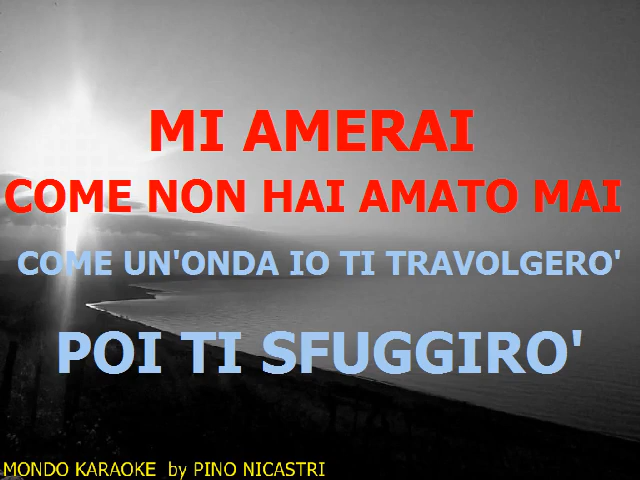 MI AMERAI
COME NON HAI AMATO MAI
COME UN'ONDA IO TI TRAVOLGERO'
POI TI SFUGGIRO'
MONDO KARAOKE by PINO NICASTRI